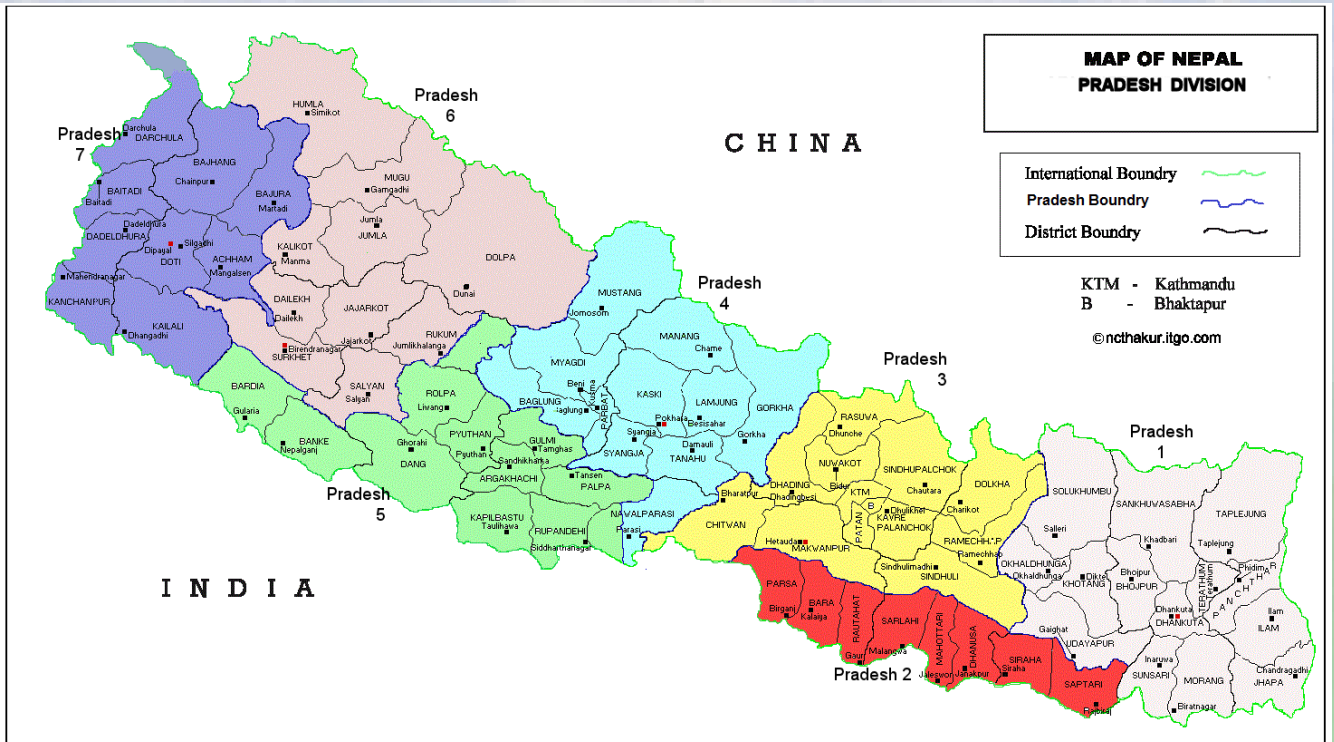 MAP OF NEPAL
PRADESH DIVISION
International Boundary
Pradesh Boundary
District Boundary
KTM - Kathmandu
B - Bhaktapur
©ncthakur.itgo.com
CHINA
INDIA
Pradesh
7
Darchula
DARCHULA
BAJHANG
Chainpur
BAITADI
Baitadi
BAJURA
Martadi
Dadeldhura
DADELDHURA
Dipayal
Silgadhi
DOTI
ACHHAM
Mangalsen
Mahendranagar
KANCHANPUR
KAILALI
Dhangadhi
Pradesh
6
HUMLA
Simikot
MUGU
Gamgadhi
Jumla
JUMLA
KALIKOT
Manma
DOLPA
Dunai
DAILEKH
Dailekh
JAJARKOT
Jajarkot
RUKUM
Jumlikhalanga
Birendranagar
SURKHET
SALYAN
Salyan
Pradesh
5
BARDIA
Gularia
BANKE
Nepalganj
ROLPA
Liwang
PYUTHAN
Pyuthan
Ghorahi
DANG
GULMI
Tamghas
Sandhikharka
ARGAKHACHI
Tansen
PALPA
KAPILBASTU
Taulihawa
RUPANDEHI
Siddharthanagar
Pradesh
4
MUSTANG
Jomosom
MANANG
Chame
MYAGDI
Beni
Kusma
BAGLUNG
aglung
PARBAT
KASKI
Pokhara
LAMJUNG
Besisahar
GORKHA
Gorkha
Syangja
SYANGJA
Damauli
TANAHU
NAWALPARASI
Parasi
Pradesh
3
RASUWA
Dhunche
NUWAKOT
Bidur
SINDHUPALCHOK
Chautara
DOLKHA
Charikot
DHADING
Dhadingbesi
KTM
B
Dhulikhel
KAVRE
PALANCHOK
PATAN
Bharatpur
CHITWAN
Hetauda
MAKWANPUR
RAMECHH.*.P
Ramechhap
Sindhulimadhi
SINDHULI
Pradesh 2
PARSA
Birganj
BARA
Kalaiya
RAUTAHAT
Gaur
SARLAHI
Malangwa
MAHOTTARI
Jaleswor
DHANUSA
Janakpur
SIRAHA
Siraha
SAPTARI
Rajbiraj
Pradesh
1
SOLUKHUMBU
Salleri
SANKHUWASABHA
Khadbari
TAPLEJUNG
Taplejung
OKHALDHUNGA
Okhaldhunga
KHOTANG
Diktel
Bhojpur
BHOJPUR
TERATHUM
Terathum
Phidim
PANCHTHAR
Dhankuta
DHANKUTA
Ilam
ILAM
Gaighat
UDAYAPUR
Inaruwa
SUNSARI
MORANG
Biratnagar
Chandragadhi
JHAPA